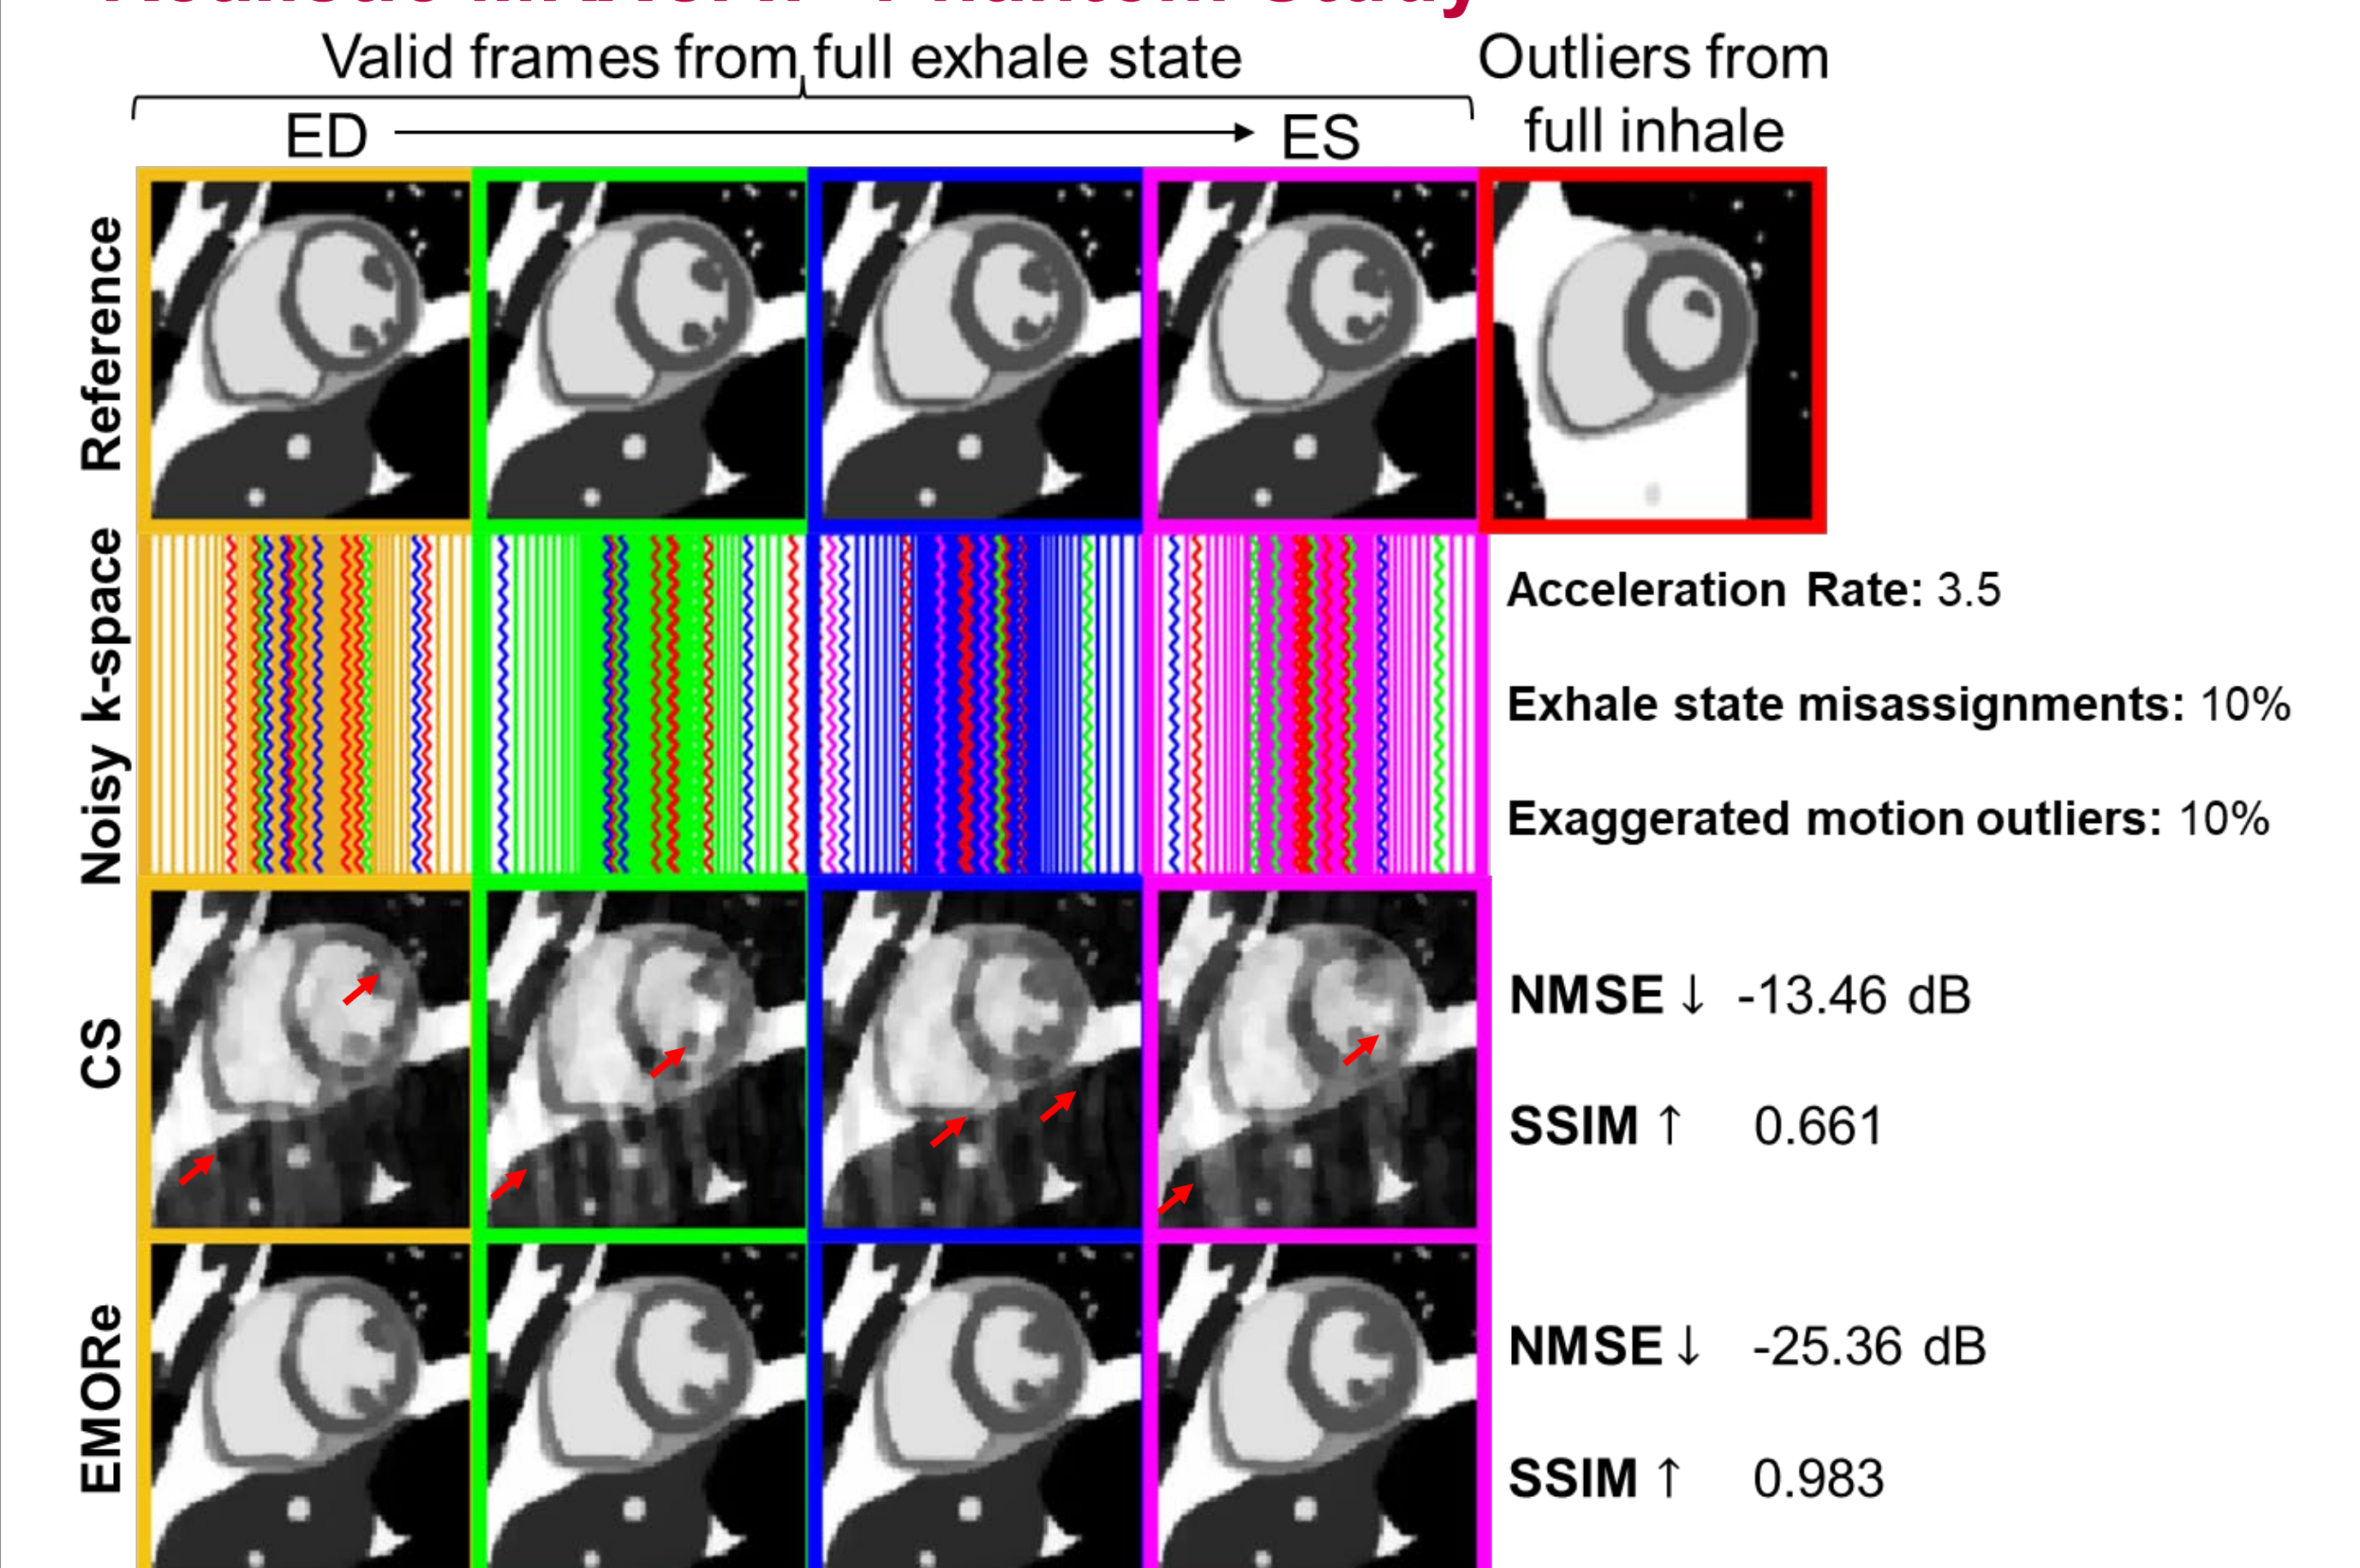 Phantom Study
Valid frames from full exhale state
Outliers from
full inhale
ED
ES
Reference
Noisy k-space
Acceleration Rate: 3.5
Exhale state misassignments: 10%
Exaggerated motion outliers: 10%
CS
NMSE ↓ -13.46 dB
SSIM ↑ 0.661
EMORe
NMSE ↓ -25.36 dB
SSIM ↑ 0.983